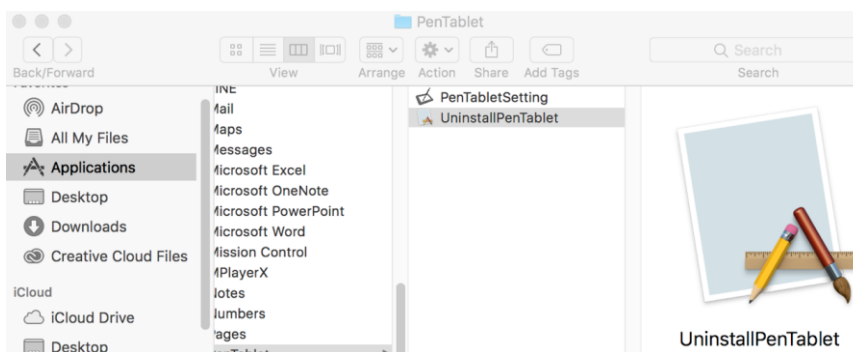 PenTablet
Search
Back/Forward
View
Arrange
Action
Share
Add Tags
Search
AirDrop
All My Files
Applications
Desktop
Downloads
Creative Cloud Files
iCloud
iCloud Drive
Desktop
INE
Mail
Maps
Messages
Microsoft Excel
Microsoft OneNote
Microsoft PowerPoint
Microsoft Word
Mission Control
MPlayerX
Notes
Numbers
Pages
PenTabletSetting
UninstallPenTablet
UninstallPenTablet